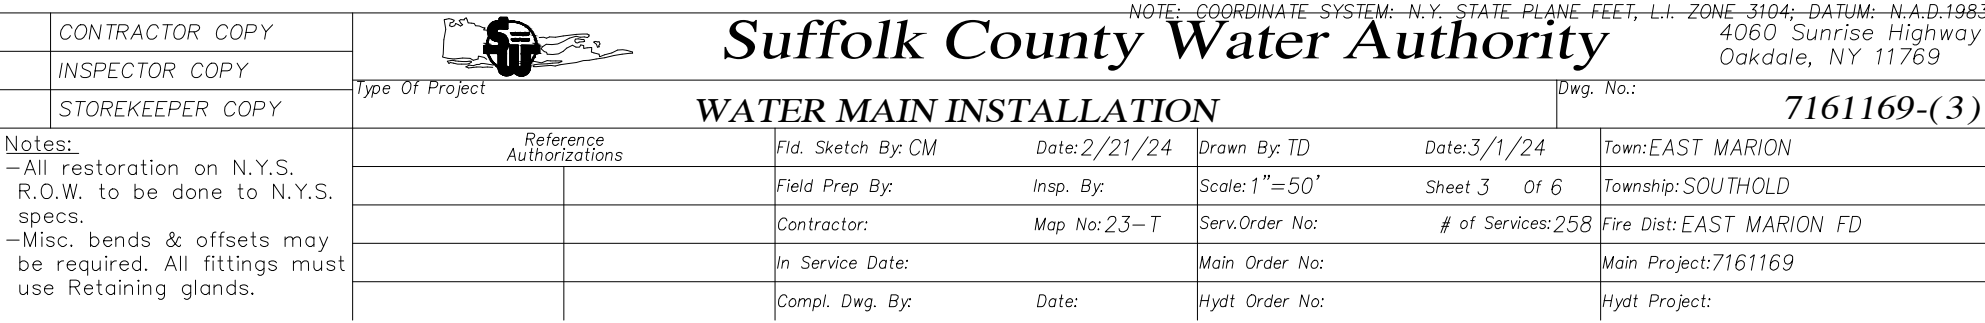 NOTE: COORDINATE SYSTEM: N.Y. STATE PLANE FEET, L.I. ZONE 3104; DATUM: N.A.D.1983
CONTRACTOR COPY
INSPECTOR COPY
STOREKEEPER COPY
Suffolk County Water Authority
4060 Sunrise Highway
Oakdale, NY 11769
Type Of Project
WATER MAIN INSTALLATION
Dwg. No.:
7161169-(3)
Notes:
-All restoration on N.Y.S.
R.O.W. to be done to N.Y.S.
specs.
-Misc. bends & offsets may
be required. All fittings must
use Retaining glands.
Reference
Authorizations
Fld. Sketch By: CM Date: 2/21/24 Drawn By: TD Date: 3/1/24 Town: EAST MARION
Field Prep By: Insp. By: Scale: 1"=50' Sheet 3 Of 6 Township: SOUTHOLD
Contractor: Map No: 23-T Serv.Order No: # of Services: 258 Fire Dist: EAST MARION FD
In Service Date: Main Order No: Main Project: 7161169
Compl. Dwg. By: Date: Hydt Order No: Hydt Project: